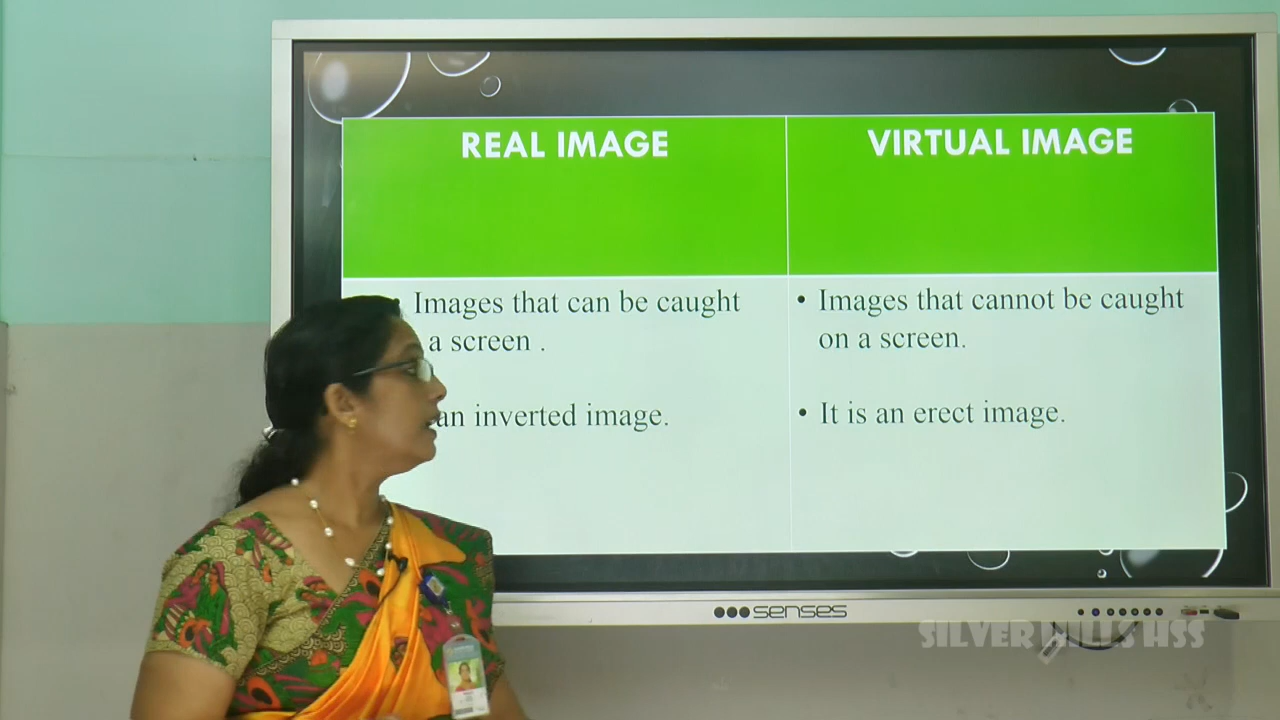 REAL IMAGE
VIRTUAL IMAGE
Images that can be caught
a screen .
an inverted image.
• Images that cannot be caught
on a screen.
• It is an erect image.
senses
SILVER HILLS HSS